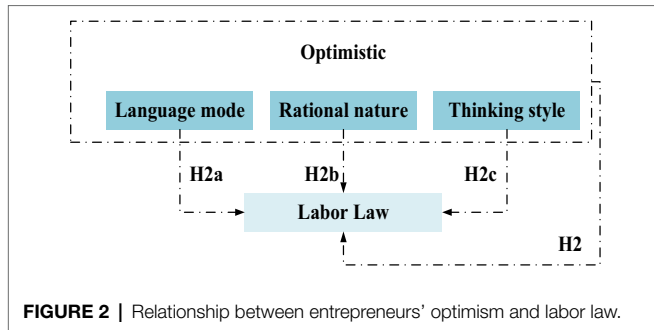 Optimistic
Language mode Rational nature Thinking style
H2a H2b H2c
Labor Law
H2
FIGURE 2 | Relationship between entrepreneurs' optimism and labor law.